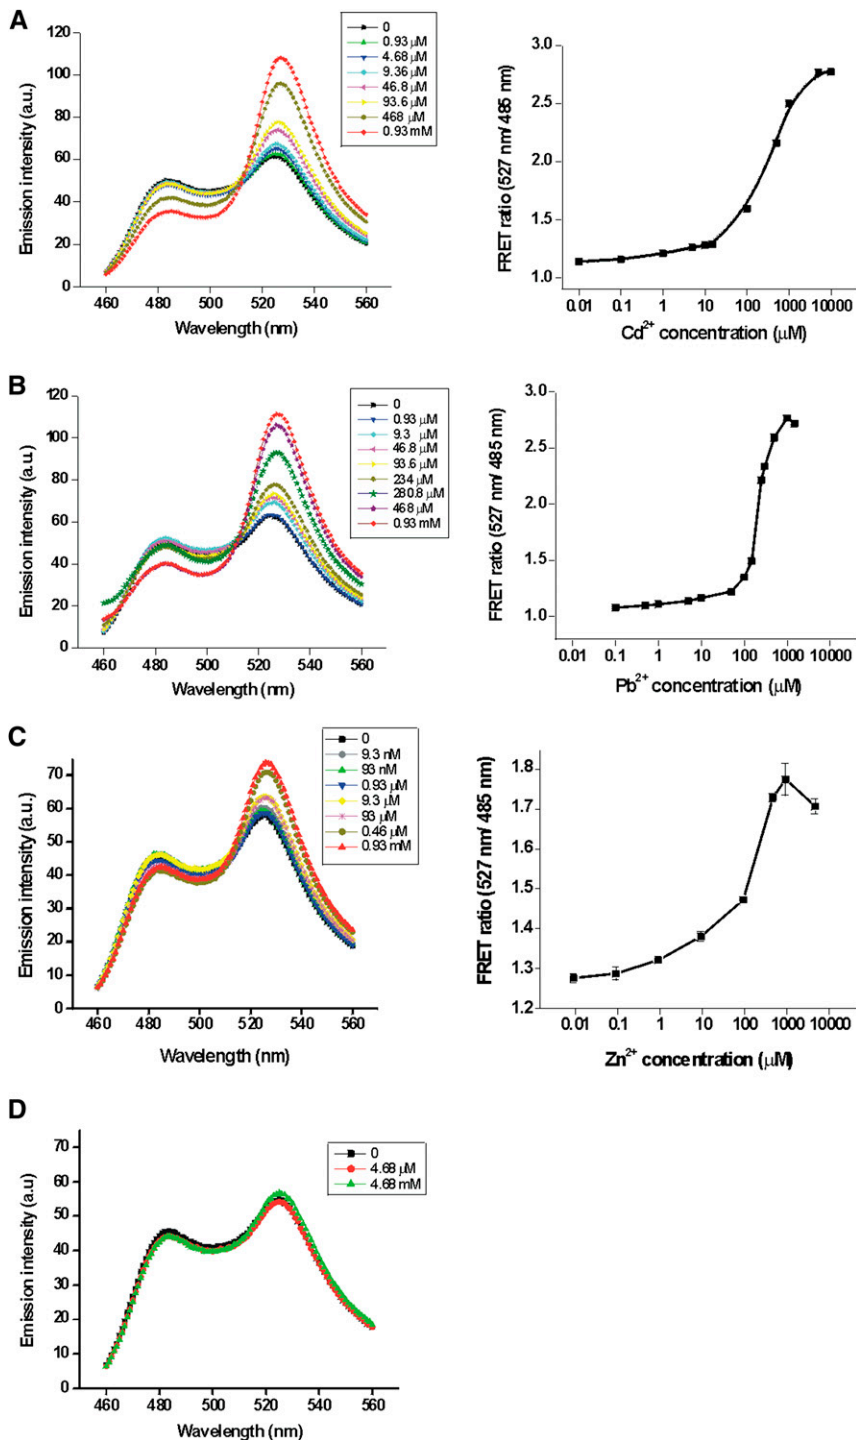 A
Emission intensity (a.u.)
120
100
80
60
40
20
0
460 480 500 520 540 560
Wavelength (nm)
0
0.93 µM
4.68 µM
9.36 µM
46.8 µM
93.6 µM
468 µM
0.93 mM
FRET ratio (527 nm/ 485 nm)
3.0
2.5
2.0
1.5
1.0
0.01 0.1 1 10 100 1000 10000
Cd2+ concentration (µM)
B
Emission intensity (a.u.)
120
100
80
60
40
20
0
460 480 500 520 540 560
Wavelength (nm)
0
0.93 µM
9.3 µM
46.8 µM
93.6 µM
234 µM
280.8 µM
468 µM
0.93 mM
FRET ratio (527 nm/ 485 nm)
3.0
2.5
2.0
1.5
1.0
0.01 0.1 1 10 100 1000 10000
Pb2+ concentration (µM)
C
Emission intensity (a.u.)
70
60
50
40
30
20
10
0
460 480 500 520 540 560
Wavelength (nm)
0
9.3 nM
93 nM
0.93 µM
9.3 µM
93 µM
0.46 µM
0.93 mM
FRET ratio (527 nm/ 485 nm)
1.8
1.7
1.6
1.5
1.4
1.3
1.2
0.01 0.1 1 10 100 1000 10000
Zn2+ concentration (µM)
D
Emission intensity (a.u)
70
60
50
40
30
20
10
0
460 480 500 520 540 560
Wavelength (nm)
0
4.68 µM
4.68 mM